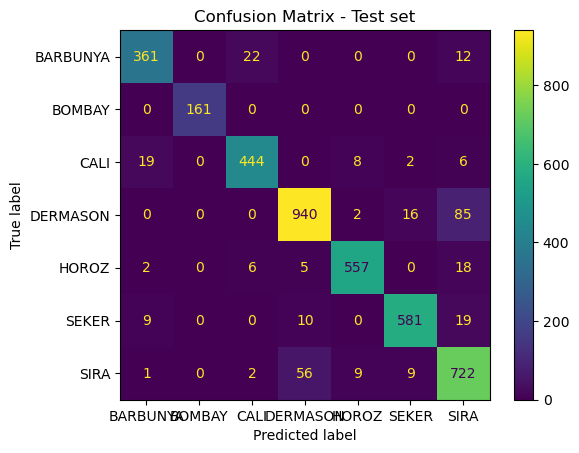 Confusion Matrix - Test set
BARBUNYA 361 0 22 0 0 0 12
BOMBAY 0 161 0 0 0 0 0
CALI 19 0 444 0 8 2 6
DERMASON 0 0 0 940 2 16 85
HOROZ 2 0 6 5 557 0 18
SEKER 9 0 0 10 0 581 19
SIRA 1 0 2 56 9 9 722
BARBUNYA BOMBAY CALI DERMASON HOROZ SEKER SIRA
Predicted label
True label
800
600
400
200
0